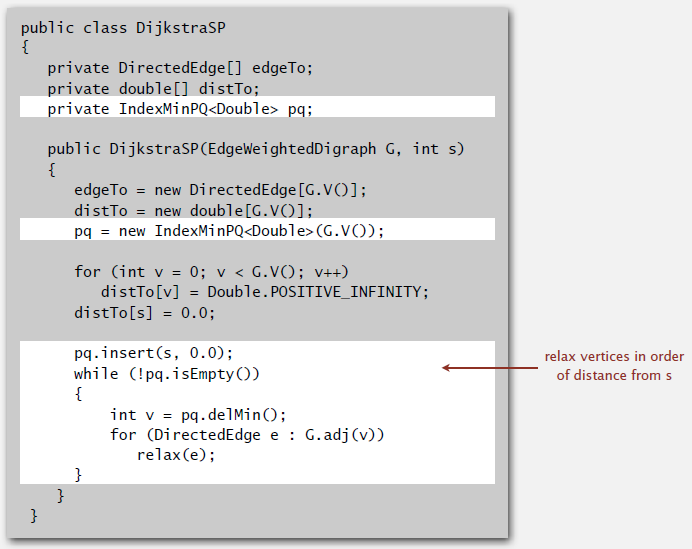 public class DijkstraSP
{
private DirectedEdge[] edgeTo;
private double[] distTo;
private IndexMinPQ<Double> pq;
public DijkstraSP(EdgeWeightedDigraph G, int s)
{
edgeTo = new DirectedEdge[G.V()];
distTo = new double[G.V()];
pq = new IndexMinPQ<Double>(G.V());
for (int v = 0; v < G.V(); v++)
distTo[v] = Double.POSITIVE_INFINITY;
distTo[s] = 0.0;
pq.insert(s, 0.0);
while (!pq.isEmpty())
{
int v = pq.delMin();
for (DirectedEdge e : G.adj(v))
relax(e);
}
}
}
relax vertices in order
of distance from s